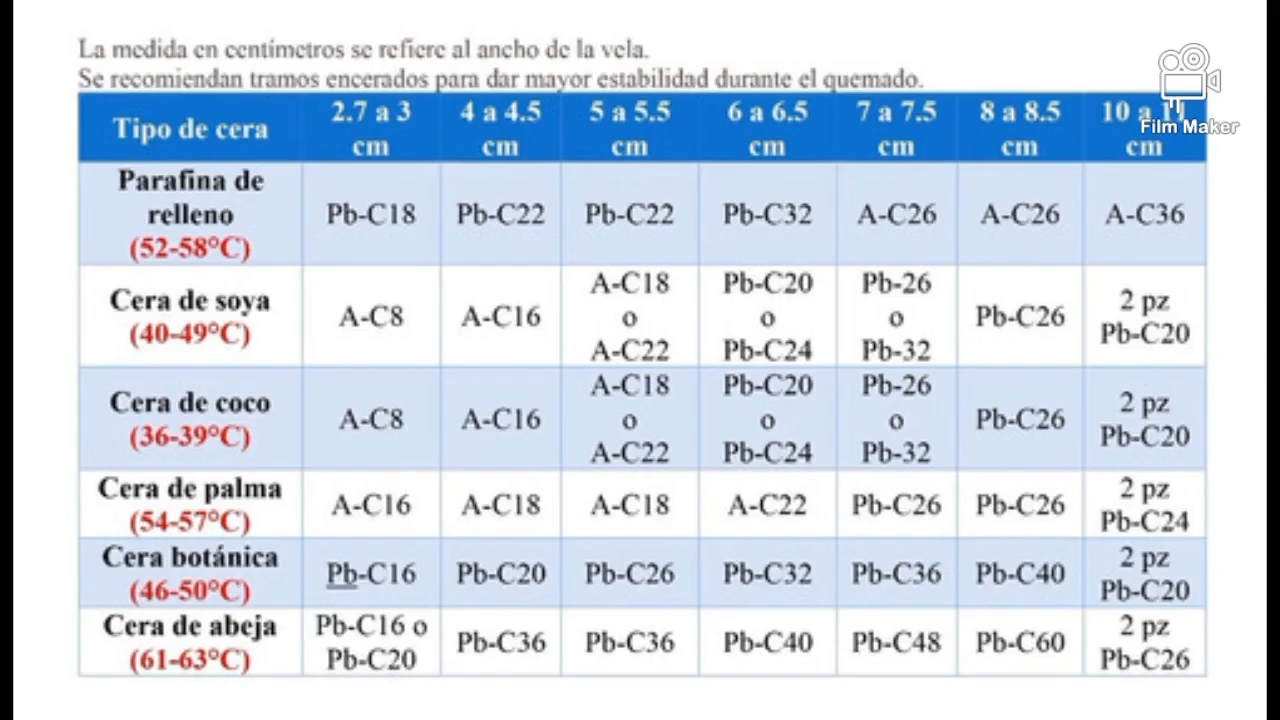 La medida en centímetros se refiere al ancho de la vela.
Se recomiendan tramos encerados para dar mayor estabilidad durante el quemado.
Tipo de cera 2.7 a 3 cm 4 a 4.5 cm 5 a 5.5 cm 6 a 6.5 cm 7 a 7.5 cm 8 a 8.5 cm 10 a cm
Film Maker
Parafina de relleno (52-58°C) Pb-C18 Pb-C22 Pb-C22 Pb-C32 A-C26 A-C26 A-C36
Cera de soya (40-49°C) A-C8 A-C16 A-C18 o A-C22 Pb-C20 o Pb-C24 Pb-26 o Pb-32 Pb-C26 2 pz Pb-C20
Cera de coco (36-39°C) A-C8 A-C16 A-C18 o A-C22 Pb-C20 o Pb-C24 Pb-26 o Pb-32 Pb-C26 2 pz Pb-C20
Cera de palma (54-57°C) A-C16 A-C18 A-C18 A-C22 Pb-C26 Pb-C26 2 pz Pb-C24
Cera botánica (46-50°C) Pb-C16 Pb-C20 Pb-C26 Pb-C32 Pb-C36 Pb-C40 2 pz Pb-C20
Cera de abeja (61-63°C) Pb-C16 o Pb-C20 Pb-C36 Pb-C36 Pb-C40 Pb-C48 Pb-C60 2 pz Pb-C26